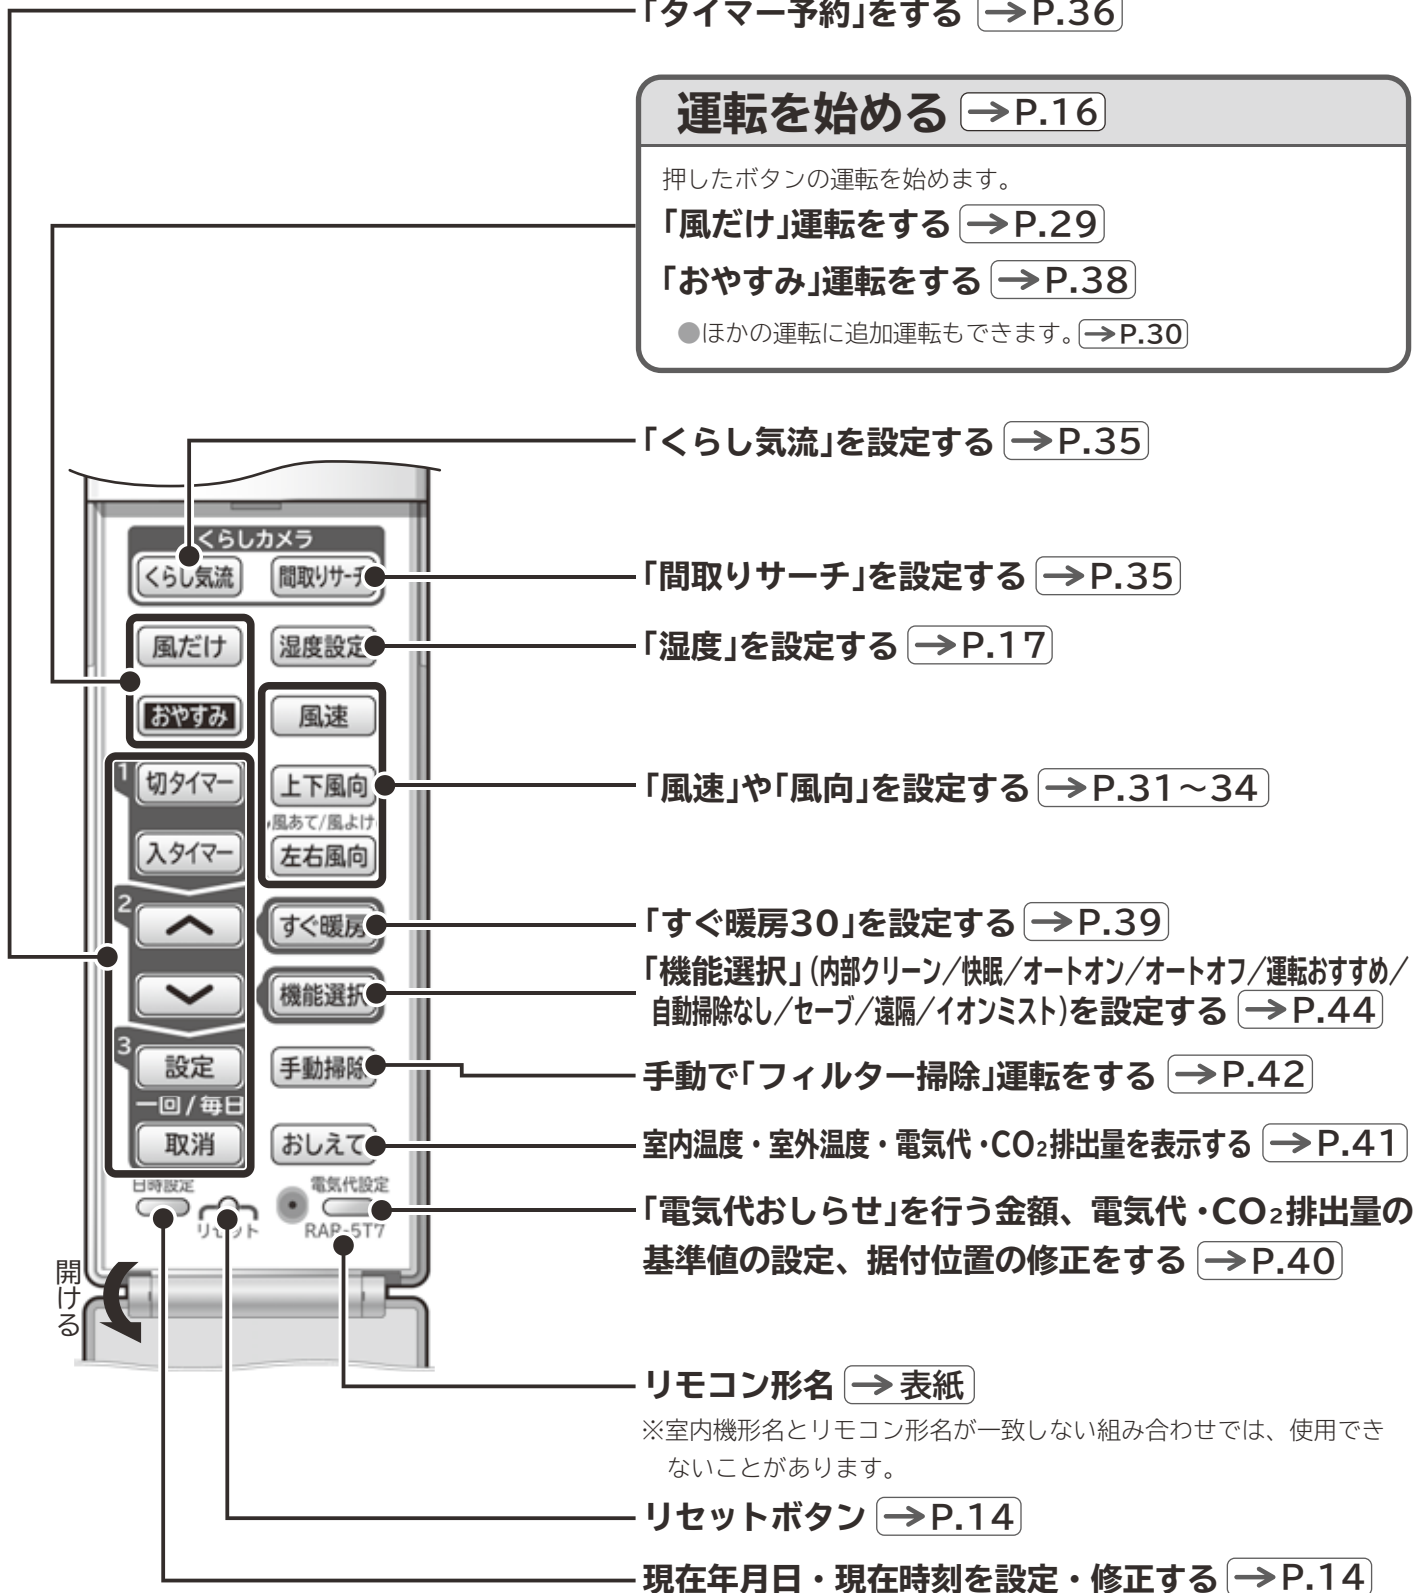 「タイマー予約」をする →P.36
運転を始める →P.16
押したボタンの運転を始めます。
「風だけ」運転をする →P.29
「おやすみ」運転をする →P.38
●ほかの運転に追加運転もできます。→P.30
「くらし気流」を設定する →P.35
「間取りサーチ」を設定する →P.35
「湿度」を設定する →P.17
「風速」や「風向」を設定する →P.31～34
「すぐ暖房30」を設定する →P.39
「機能選択」(内部クリーン／快眠／オートオン／オートオフ／運転おすすめ／
自動掃除なし／セーブ／遠隔／イオンミスト)を設定する →P.44
手動で「フィルター掃除」運転をする →P.42
室内温度・室外温度・電気代・CO₂排出量を表示する →P.41
「電気代おしらせ」を行う金額、電気代・CO₂排出量の
基準値の設定、据付位置の修正をする →P.40
リモコン形名 →表紙
※室内機形名とリモコン形名が一致しない組み合わせでは、使用でき
ないことがあります。
リセットボタン →P.14
現在年月日・現在時刻を設定・修正する →P.14
くらしカメラ
くらし気流 間取りサーチ
風だけ 湿度設定
おやすみ 風速
1 切タイマー 上下風向
風あて/風よけ
入タイマー 左右風向
2 すぐ暖房
機能選択
3 設定 手動掃除
一回/毎日
取消 おしえて
日時設定 電気代設定
リセット RAR-5T7
開ける